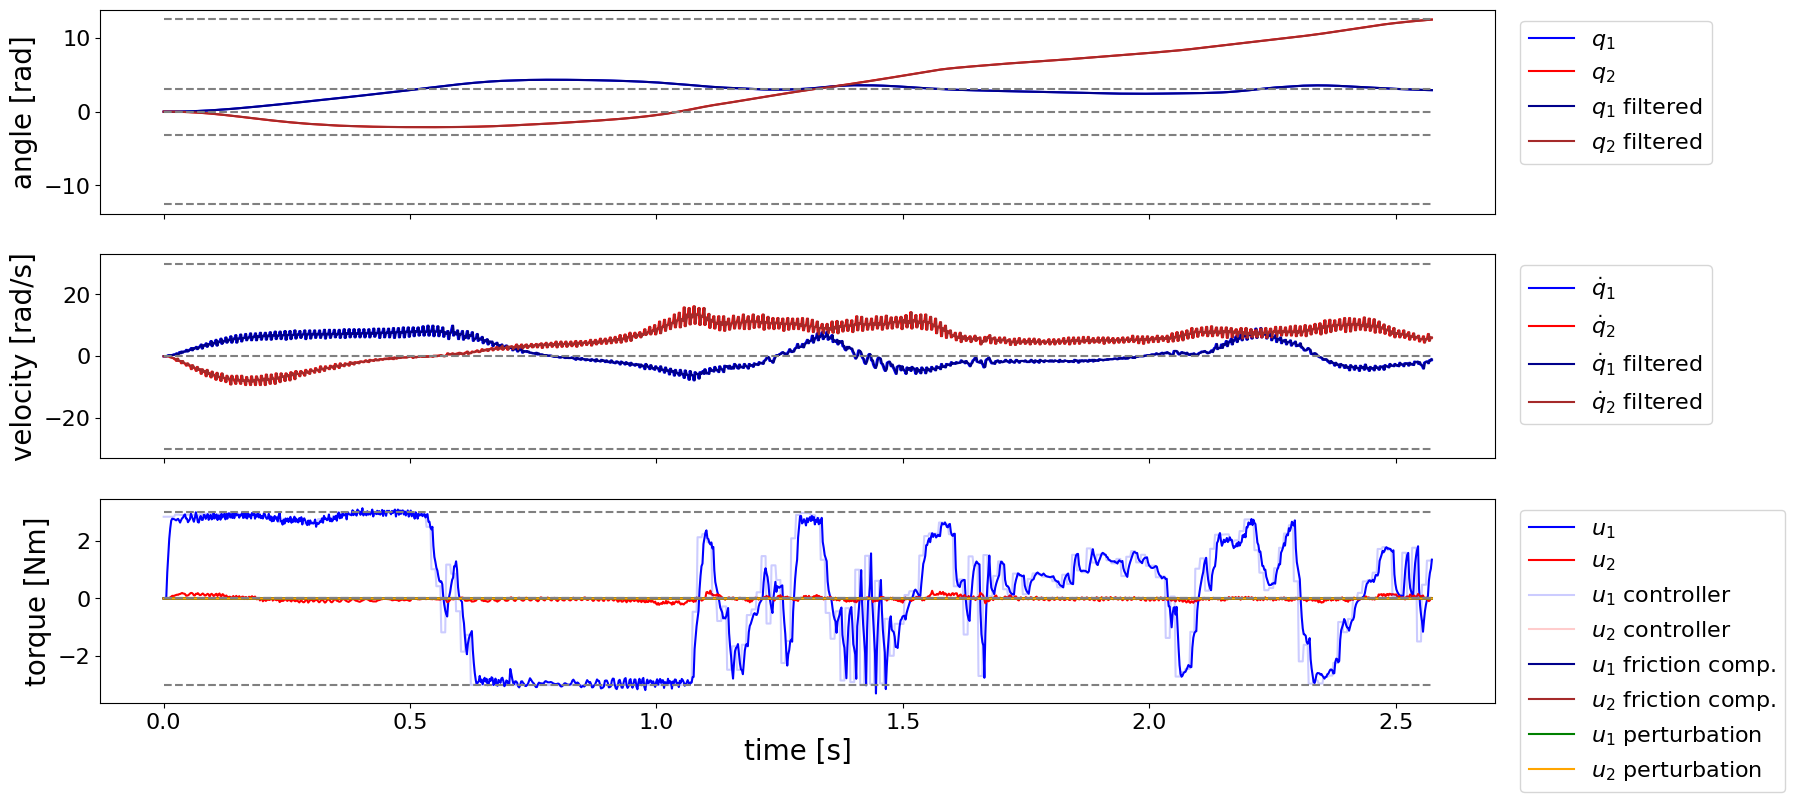 angle [rad]
10
0
−10
q₁
q₂
q₁ filtered
q₂ filtered
velocity [rad/s]
20
0
−20
q̇₁
q̇₂
q̇₁ filtered
q̇₂ filtered
torque [Nm]
2
0
−2
0.0 0.5 1.0 1.5 2.0 2.5
time [s]
u₁
u₂
u₁ controller
u₂ controller
u₁ friction comp.
u₂ friction comp.
u₁ perturbation
u₂ perturbation